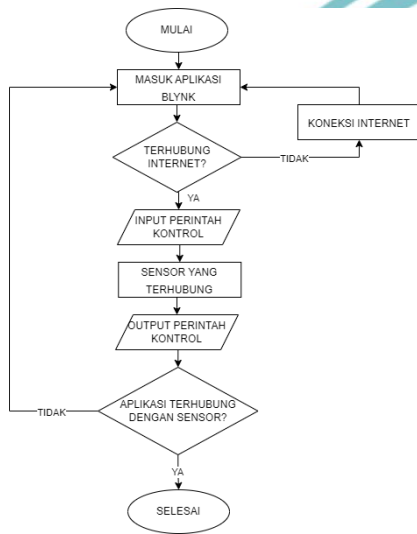 MULAI
MASUK APLIKASI
BLYNK
KONEKSI INTERNET
TERHUBUNG
INTERNET?
TIDAK
YA
INPUT PERINTAH
KONTROL
SENSOR YANG
TERHUBUNG
OUTPUT PERINTAH
KONTROL
APLIKASI TERHUBUNG
DENGAN SENSOR?
TIDAK
YA
SELESAI